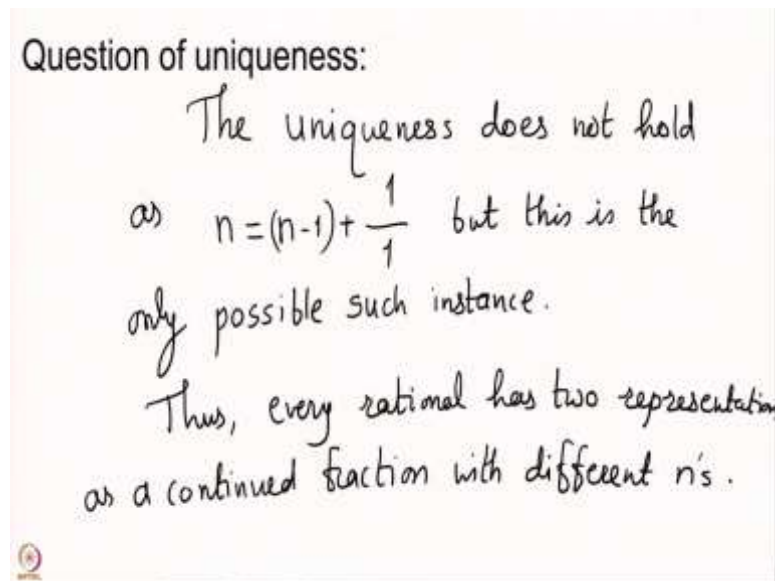 Question of uniqueness:
The uniqueness does not hold
as n = (n-1) + 1/1 but this is the
only possible such instance.
Thus, every rational has two representation
as a continued fraction with different n's.